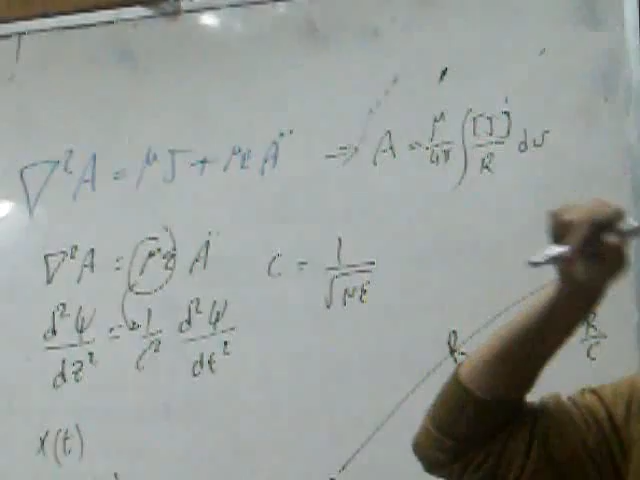 ∇²A = μJ + με Ä ⇒ A = μ/4π ∫ [J]/R dv
∇²A = με Ä C = 1/√με
d²ψ/dz² = 1/c² d²ψ/dt²
R
R/C
x(t)